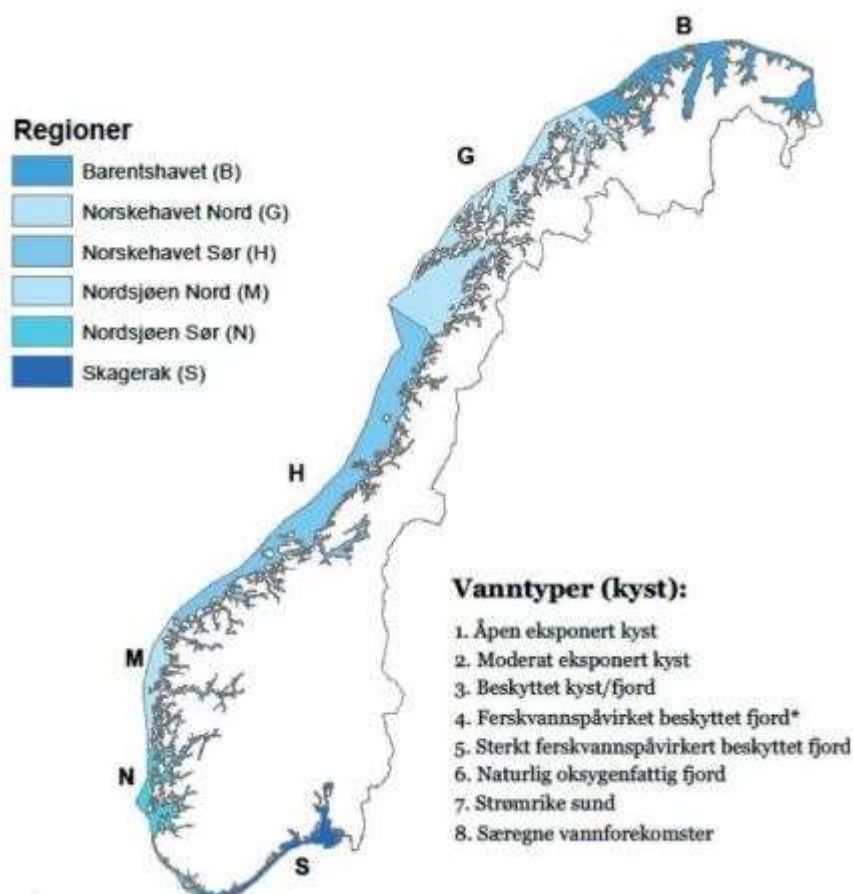 B
Regioner
Barentshavet (B)
G
Norskehavet Nord (G)
Norskehavet Sør (H)
Nordsjøen Nord (M)
Nordsjøen Sør (N)
Skagerak (S)
H
Vanntyper (kyst):
1. Åpen eksponert kyst
2. Moderat eksponert kyst
3. Beskyttet kyst/fjord
4. Ferskvannspåvirket beskyttet fjord*
5. Sterkt ferskvannspåvirkert beskyttet fjord
6. Naturlig oksygenfattig fjord
7. Strømrike sund
8. Særegne vannforekomster
M
N
S